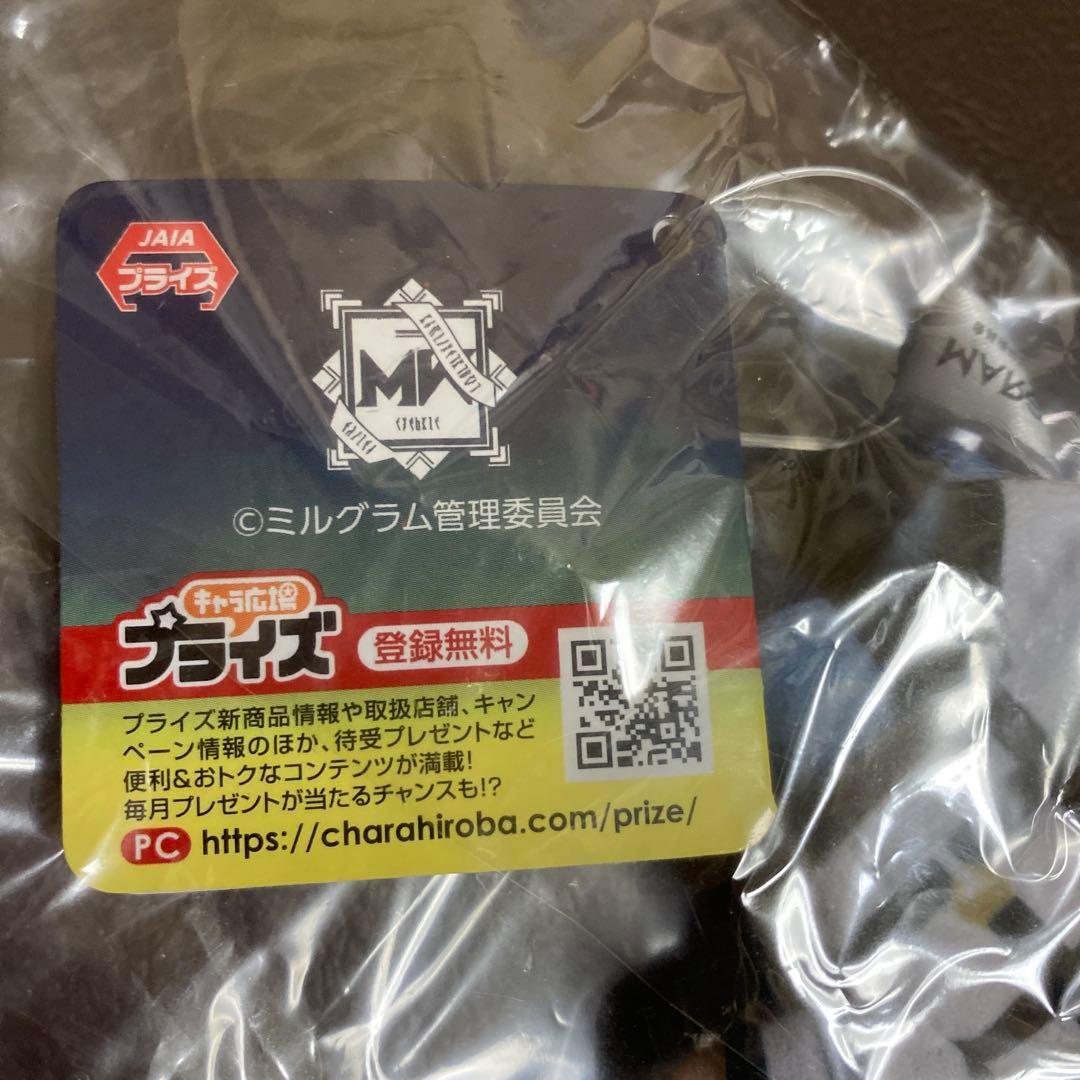 JAIA
プライズ
©ミルグラム管理委員会
キャラ広場
プライズ
登録無料
プライズ新商品情報や取扱店舗、キャン
ペーン情報のほか、待受プレゼントなど
便利&おトクなコンテンツが満載!
毎月プレゼントが当たるチャンスも!?
PC https://charahiroba.com/prize/